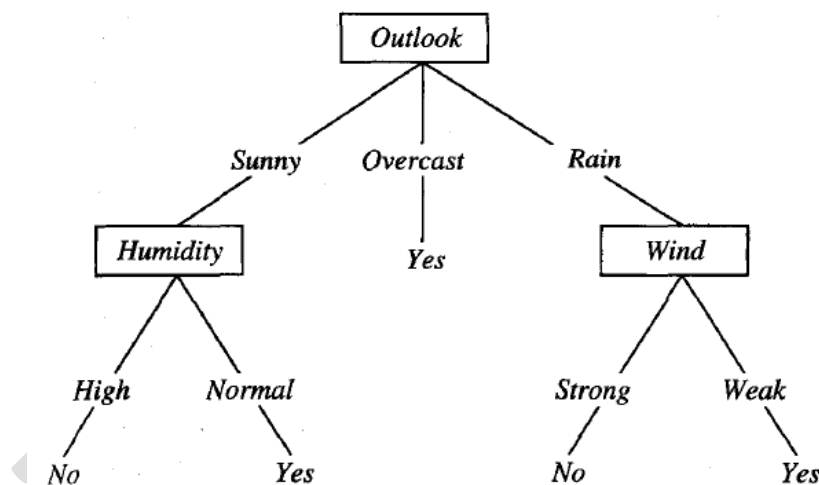 Outlook
Sunny Overcast Rain
Humidity Yes Wind
High Normal Strong Weak
No Yes No Yes